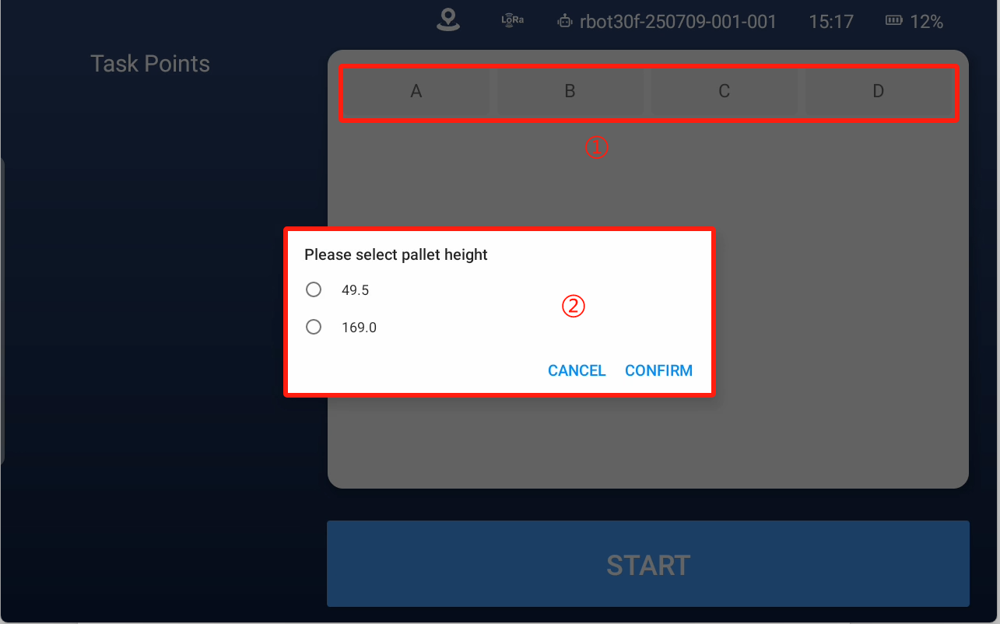 LoRa rbot30f-250709-001-001 15:17 12%
Task Points
A B C D
①
Please select pallet height
49.5
②
169.0
CANCEL CONFIRM
START